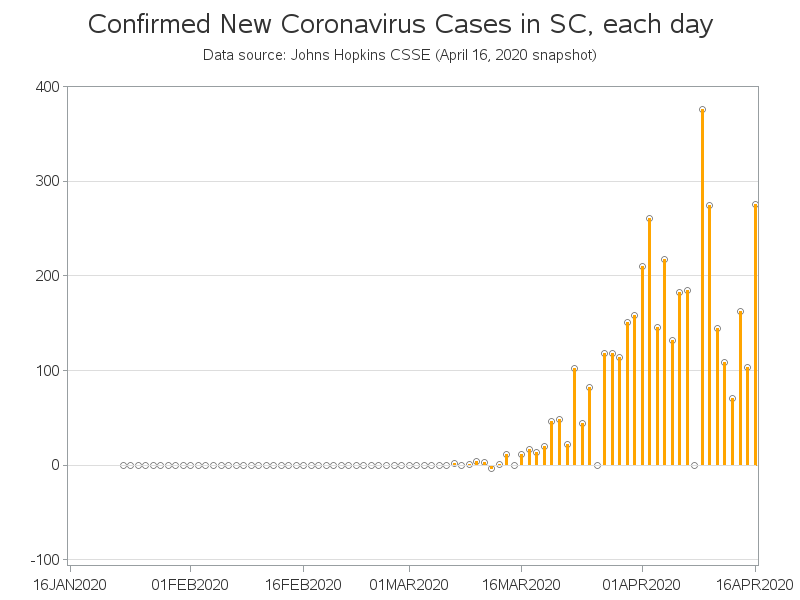 Confirmed New Coronavirus Cases in SC, each day
Data source: Johns Hopkins CSSE (April 16, 2020 snapshot)
400
300
200
100
0
-100
16JAN2020 01FEB2020 16FEB2020 01MAR2020 16MAR2020 01APR2020 16APR2020